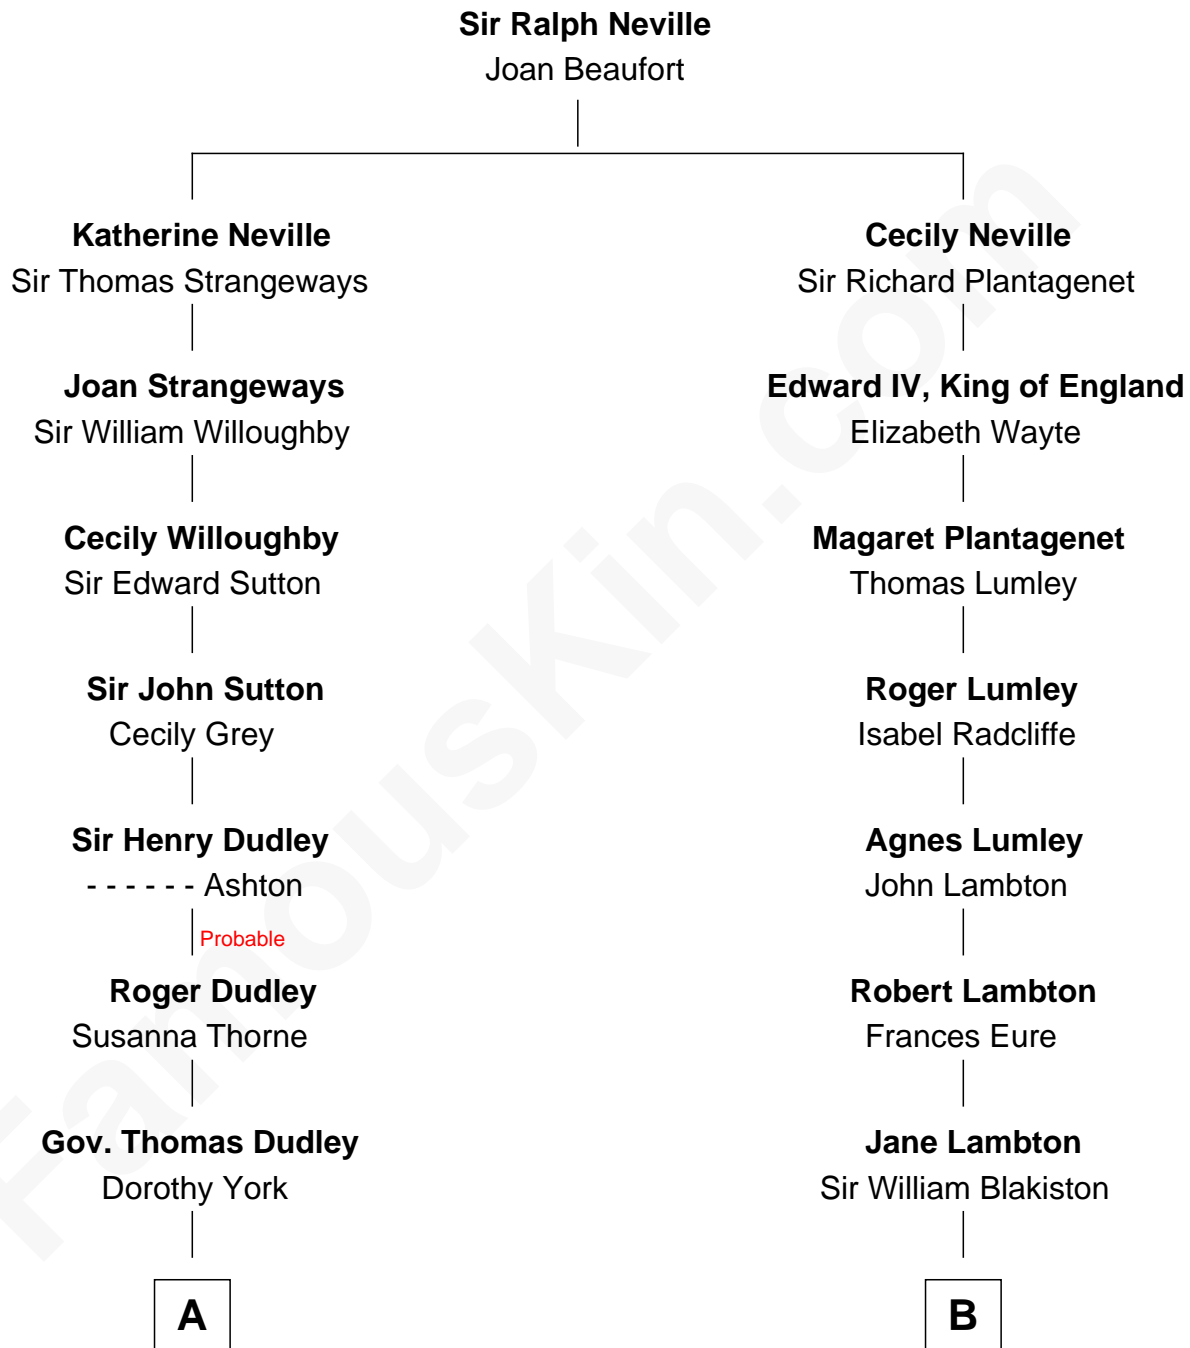 Sir Ralph Neville
Joan Beaufort
Katherine Neville
Sir Thomas Strangeways
Cecily Neville
Sir Richard Plantagenet
Joan Strangeways
Sir William Willoughby
Edward IV, King of England
Elizabeth Wayte
Cecily Willoughby
Sir Edward Sutton
Magaret Plantagenet
Thomas Lumley
Sir John Sutton
Cecily Grey
Roger Lumley
Isabel Radcliffe
Sir Henry Dudley
- - - - - - Ashton
Agnes Lumley
John Lambton
Probable
Roger Dudley
Susanna Thorne
Robert Lambton
Frances Eure
Gov. Thomas Dudley
Dorothy York
Jane Lambton
Sir William Blakiston
A
B
FamousKin.com